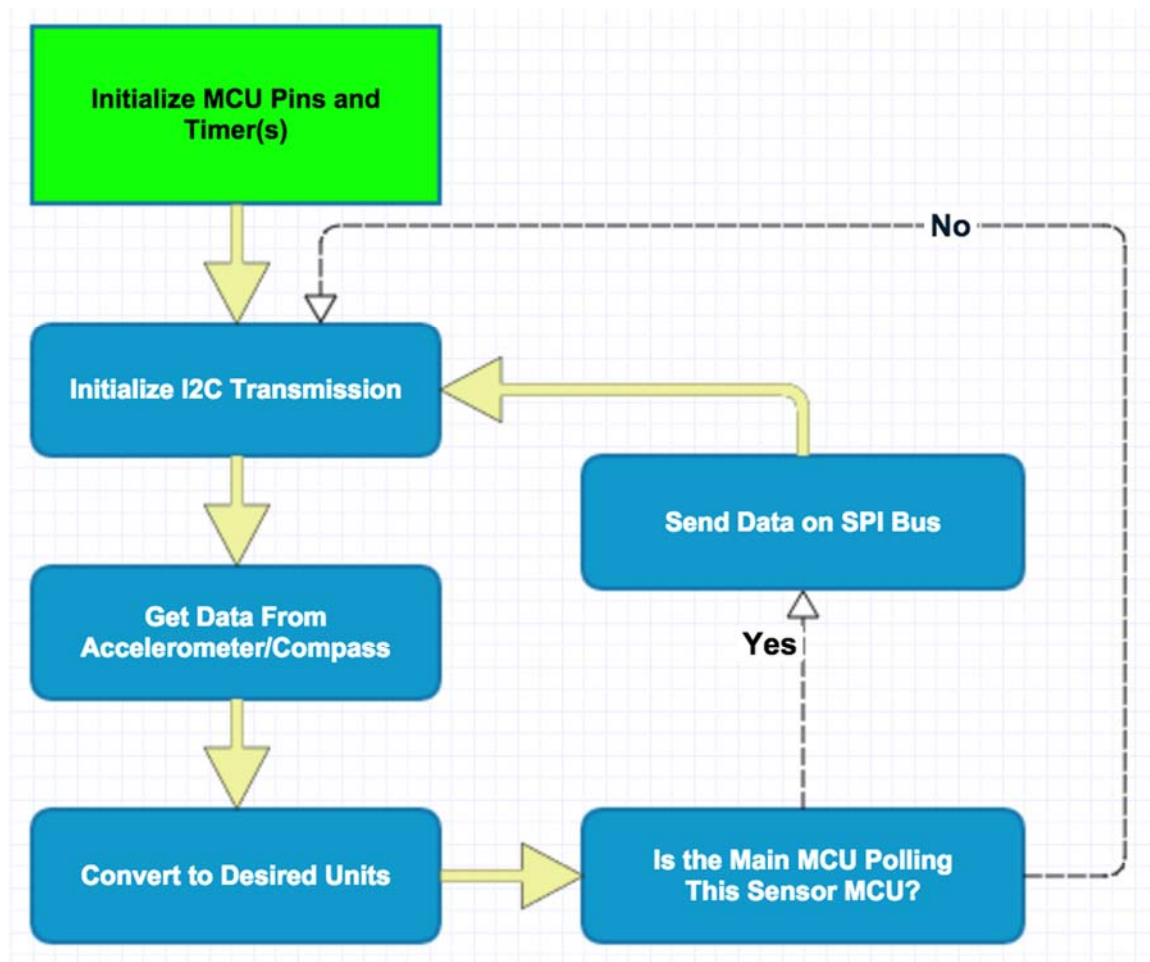 Initialize MCU Pins and
Timer(s)
No
Initialize I2C Transmission
Send Data on SPI Bus
Get Data From
Accelerometer/Compass
Yes
Convert to Desired Units
Is the Main MCU Polling
This Sensor MCU?